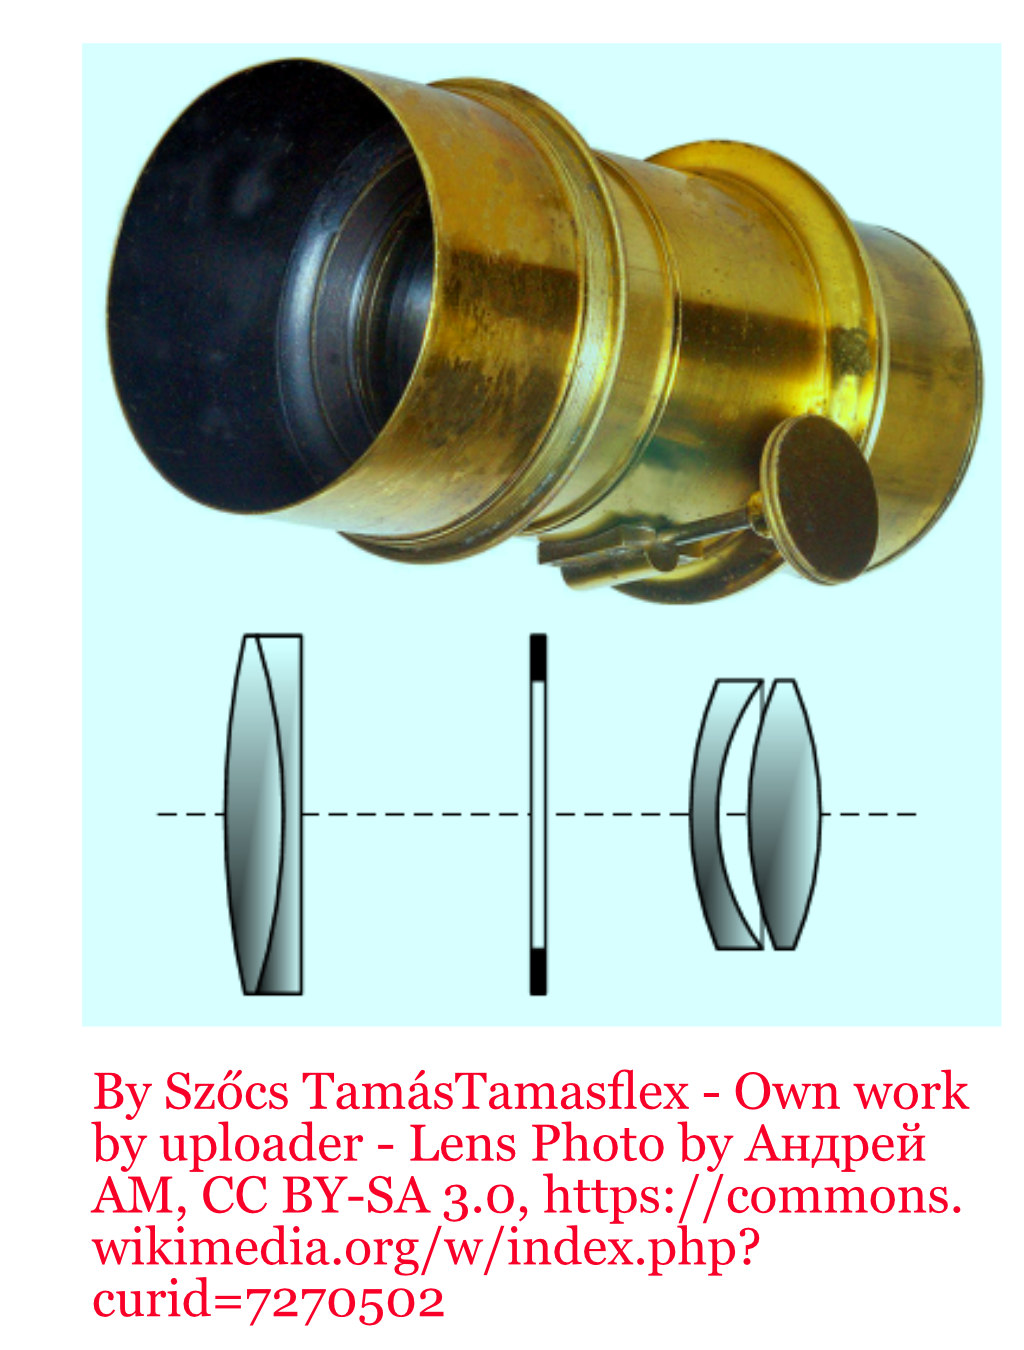 By Szőcs TamásTamasflex - Own work
by uploader - Lens Photo by Андрей
АМ, CC BY-SA 3.0, https://commons.
wikimedia.org/w/index.php?
curid=7270502